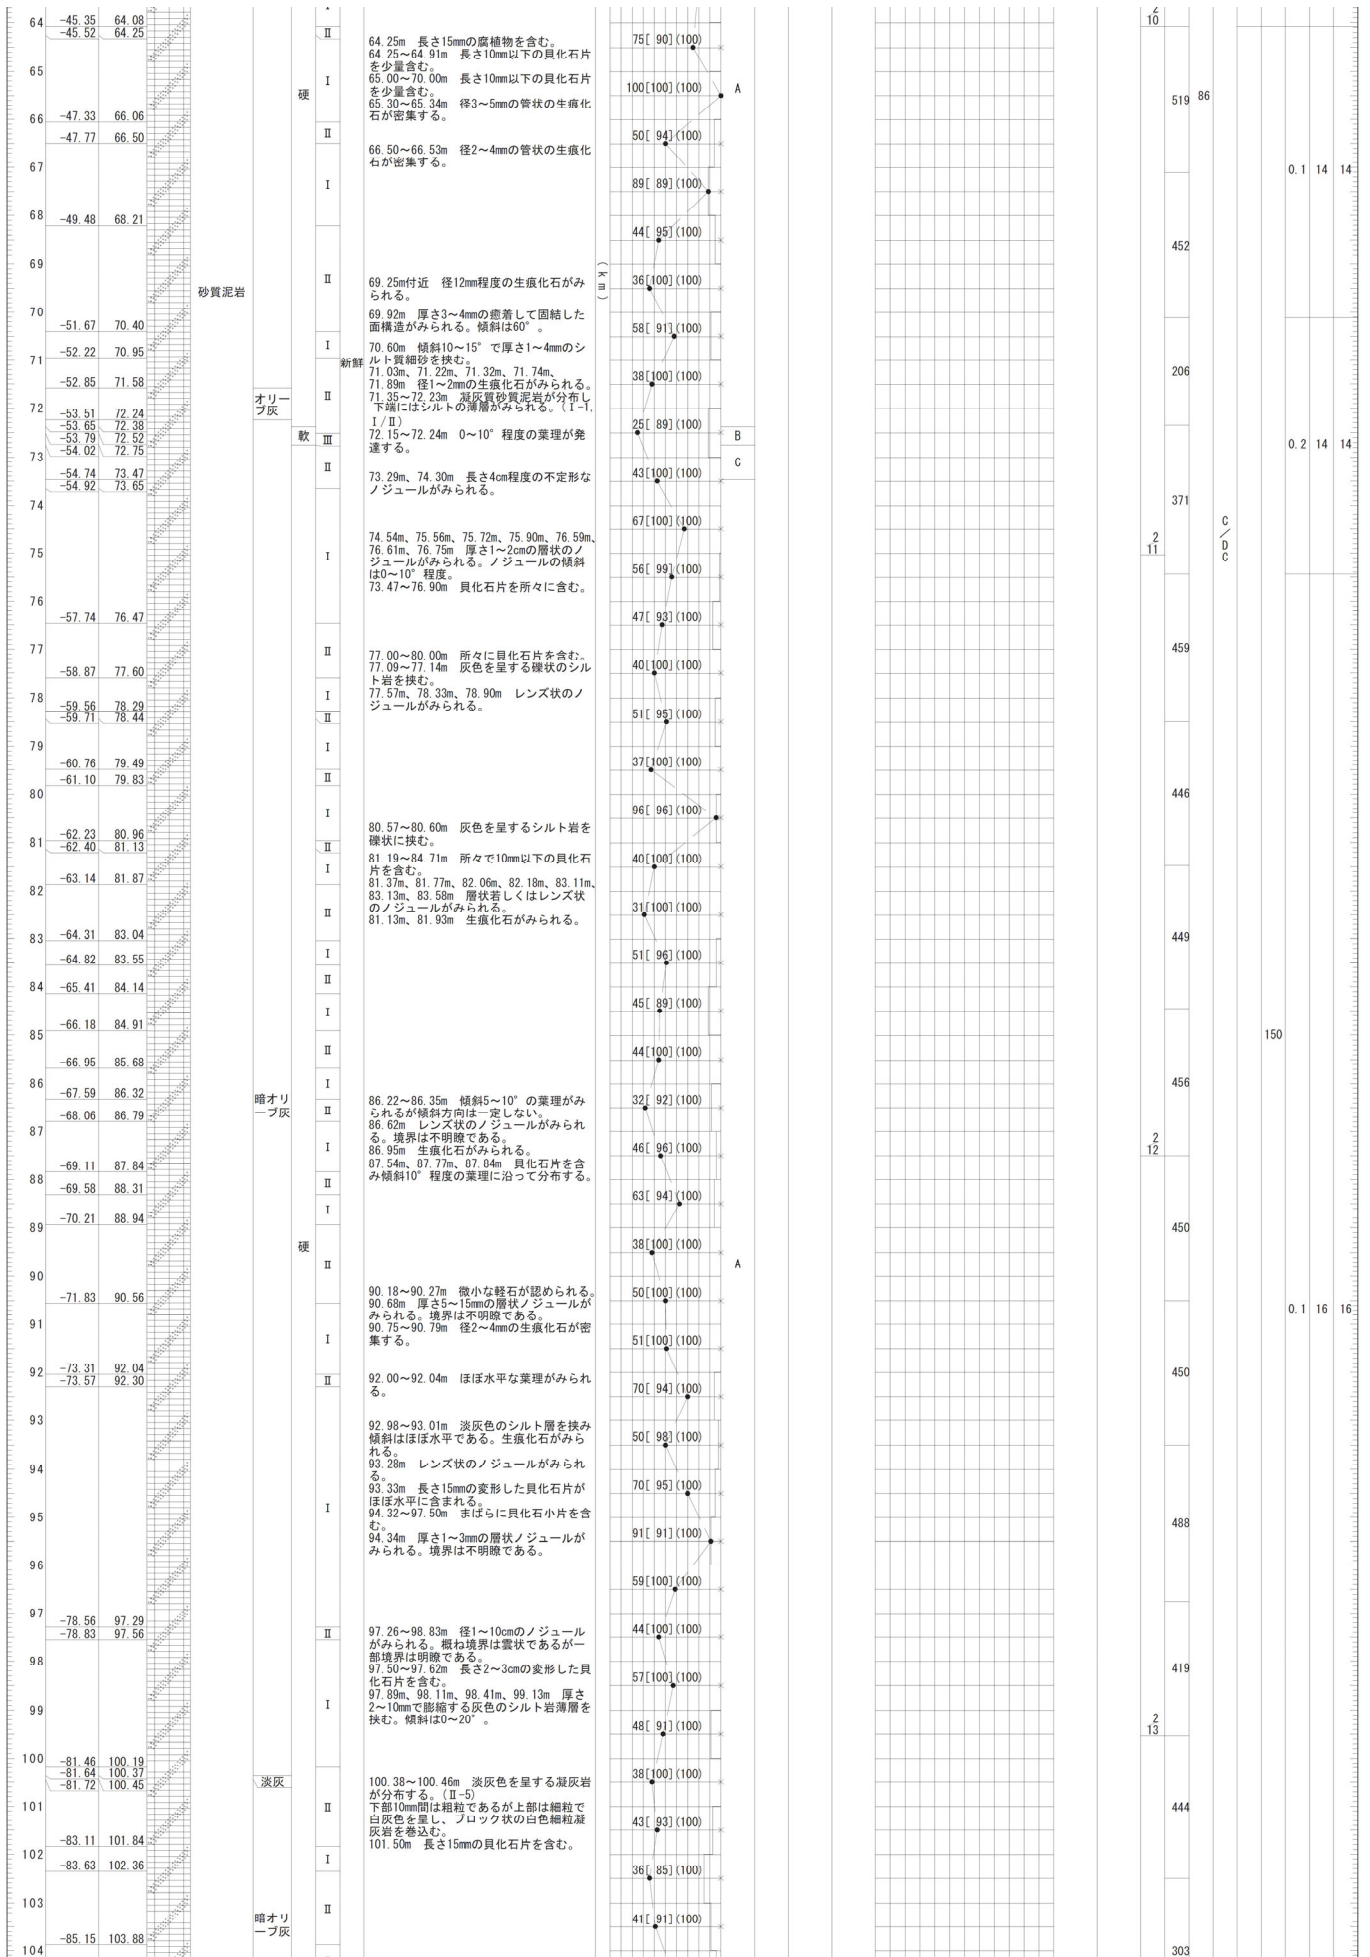 64 -45.35 64.08
-45.52 64.25
65
66 -47.33 66.06
-47.77 66.50
67
68 -49.48 68.21
69
70 -51.67 70.40
71 -52.22 70.95
-52.85 71.58
72 -53.51 72.24
-53.65 72.38
-53.79 72.52
73 -54.02 72.75
-54.74 73.47
-54.92 73.65
74
75
76 -57.74 76.47
77
-58.87 77.60
78 -59.56 78.29
-59.71 78.44
79
-60.76 79.49
-61.10 79.83
80
81 -62.23 80.96
-62.40 81.13
-63.14 81.87
82
83 -64.31 83.04
-64.82 83.55
84 -65.41 84.14
-66.18 84.91
85
-66.95 85.68
86
-67.59 86.32
-68.06 86.79
87
-69.11 87.84
88 -69.58 88.31
-70.21 88.94
89
90
-71.83 90.56
91
92 -73.31 92.04
-73.57 92.30
93
94
95
96
97 -78.56 97.29
-78.83 97.56
98
99
100 -81.46 100.19
-81.64 100.37
-81.72 100.45
101
-83.11 101.84
102 -83.63 102.36
103
-85.15 103.88
104
砂質泥岩
オリー
ブ灰
暗オリ
ーブ灰
淡灰
暗オリ
ーブ灰
硬
軟
硬
新鮮
Ⅱ
Ⅰ
Ⅱ
Ⅰ
Ⅱ
Ⅰ
Ⅱ
Ⅲ
Ⅱ
Ⅰ
Ⅱ
Ⅰ
Ⅱ
Ⅰ
Ⅱ
Ⅰ
Ⅱ
Ⅰ
Ⅱ
Ⅰ
Ⅱ
Ⅰ
Ⅱ
Ⅰ
Ⅱ
Ⅰ
Ⅱ
Ⅰ
Ⅱ
Ⅰ
Ⅱ
Ⅰ
Ⅱ
Ⅰ
Ⅱ
Ⅰ
Ⅱ
Ⅰ
Ⅱ
64.25m 長さ15mmの腐植物を含む。
64.25～64.91m 長さ10mm以下の貝化石片
を少量含む。
65.00～70.00m 長さ10mm以下の貝化石片
を少量含む。
65.30～65.34m 径3～5mmの管状の生痕化
石が密集する。
66.50～66.53m 径2～4mmの管状の生痕化
石が密集する。
69.25m付近 径12mm程度の生痕化石がみ
られる。
69.92m 厚さ3～4mmの癒着して固結した
面構造がみられる。傾斜は60°。
70.60m 傾斜10～15°で厚さ1～4mmのシ
ルト質細砂を挟む。
71.03m、71.22m、71.32m、71.74m、
71.89m 径1～2mmの生痕化石がみられる。
71.35～72.23m 凝灰質砂質泥岩が分布し
下端にはシルトの薄層がみられる。(Ⅰ-1,
Ⅰ/Ⅱ)
72.15～72.24m 0～10°程度の葉理が発
達する。
73.29m、74.30m 長さ4cm程度の不定形な
ノジュールがみられる。
74.54m、75.56m、75.72m、75.90m、76.59m、
76.61m、76.75m 厚さ1～2cmの層状のノ
ジュールがみられる。ノジュールの傾斜
は0～10°程度。
73.47～76.90m 貝化石片を所々に含む。
77.00～80.00m 所々に貝化石片を含む。
77.09～77.14m 灰色を呈する礫状のシル
ト岩を挟む。
77.57m、78.33m、78.90m レンズ状のノ
ジュールがみられる。
80.57～80.60m 灰色を呈するシルト岩を
礫状に挟む。
81.19～84.71m 所々で10mm以下の貝化石
片を含む。
81.37m、81.77m、82.06m、82.18m、83.11m、
83.13m、83.58m 層状若しくはレンズ状
のノジュールがみられる。
81.13m、81.93m 生痕化石がみられる。
86.22～86.35m 傾斜5～10°の葉理がみ
られるが傾斜方向は一定しない。
86.62m レンズ状のノジュールがみられ
る。境界は不明瞭である。
86.95m 生痕化石がみられる。
87.54m、87.77m、87.84m 貝化石片を含
み傾斜10°程度の葉理に沿って分布する。
90.18～90.27m 微小な軽石が認められる。
90.68m 厚さ5～15mmの層状ノジュールが
みられる。境界は不明瞭である。
90.75～90.79m 径2～4mmの生痕化石が密
集する。
92.00～92.04m ほぼ水平な葉理がみられ
る。
92.98～93.01m 淡灰色のシルト層を挟み
傾斜はほぼ水平である。生痕化石がみら
れる。
93.28m レンズ状のノジュールがみられ
る。
93.33m 長さ15mmの変形した貝化石片が
ほぼ水平に含まれる。
94.32～97.50m まばらに貝化石小片を含
む。
94.34m 厚さ1～3mmの層状ノジュールが
みられる。境界は不明瞭である。
97.26～98.83m 径1～10cmのノジュール
がみられる。概ね境界は雲状であるが一
部境界は明瞭である。
97.50～97.62m 長さ2～3cmの変形した貝
化石片を含む。
97.89m、98.11m、98.41m、99.13m 厚さ
2～10mmで膨縮する灰色のシルト岩薄層を
挟む。傾斜は0～20°。
100.38～100.46m 淡灰色を呈する凝灰岩
が分布する。(Ⅱ-5)
下部10mm間は粗粒であるが上部は細粒で
白灰色を呈し、ブロック状の白色細粒凝
灰岩を巻込む。
101.50m 長さ15mmの貝化石片を含む。
(km)
75[ 90](100)
100[100](100)
50[ 94](100)
89[ 89](100)
44[ 95](100)
36[100](100)
58[ 91](100)
38[100](100)
25[ 89](100)
43[100](100)
67[100](100)
56[ 99](100)
47[ 93](100)
40[100](100)
51[ 95](100)
37[100](100)
96[ 96](100)
40[100](100)
31[100](100)
51[ 96](100)
45[ 89](100)
44[100](100)
32[ 92](100)
46[ 96](100)
63[ 94](100)
38[100](100)
50[100](100)
51[100](100)
70[ 94](100)
50[ 98](100)
70[ 95](100)
91[ 91](100)
59[100](100)
44[100](100)
57[100](100)
48[ 91](100)
38[100](100)
43[ 93](100)
36[ 85](100)
41[ 91](100)
A
B
C
A
2
10
2
11
2
12
2
13
519 86
452
206
371
459
446
449
456
450
450
488
419
444
303
C
/
D
C
150
0.1 14 14
0.2 14 14
0.1 16 16